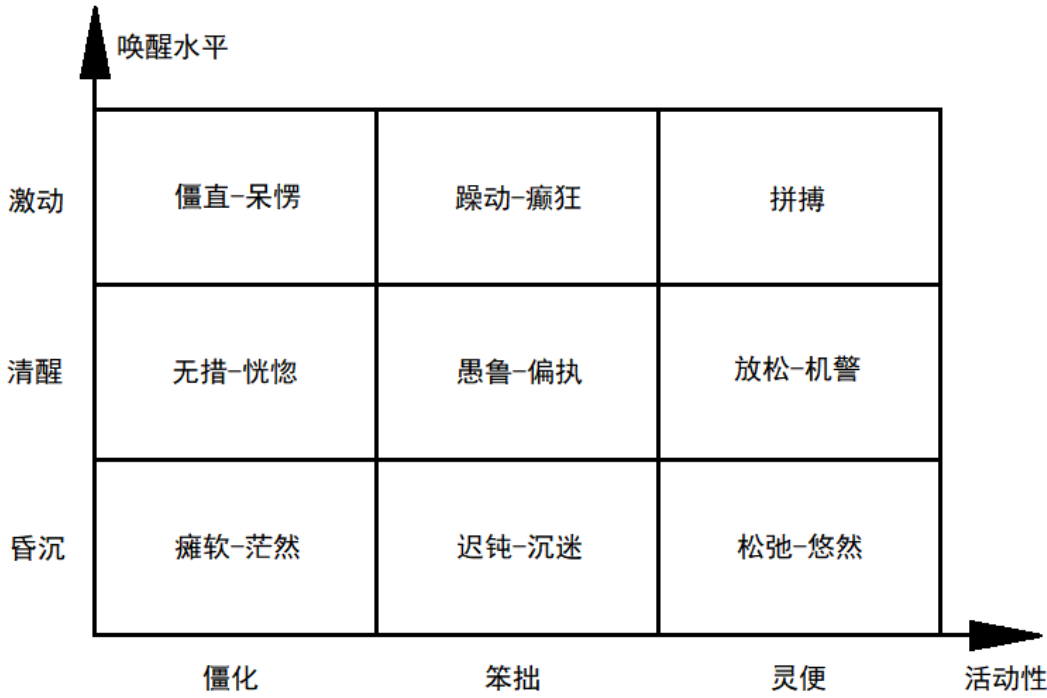 唤醒水平
激动
僵直-呆愣
躁动-癫狂
拼搏
清醒
无措-恍惚
愚鲁-偏执
放松-机警
昏沉
瘫软-茫然
迟钝-沉迷
松弛-悠然
僵化
笨拙
灵便
活动性